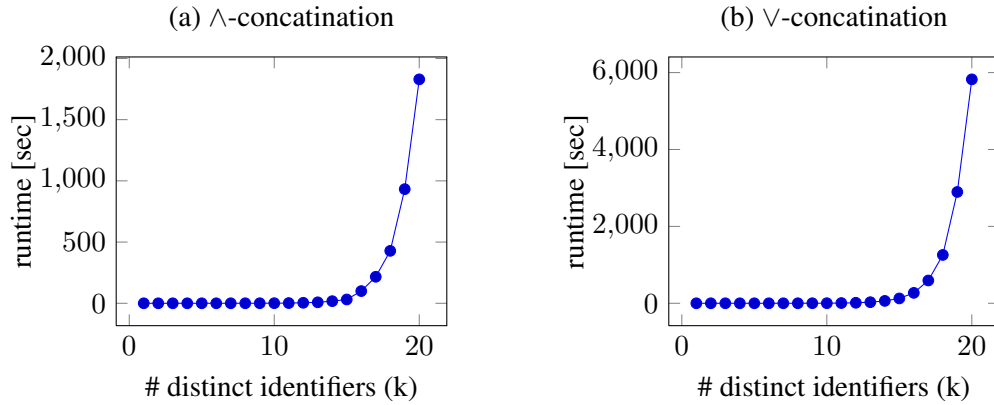 (a) ∧-concatination
2,000
1,500
1,000
500
0
runtime [sec]
0 10 20
# distinct identifiers (k)
(b) ∨-concatination
6,000
4,000
2,000
0
runtime [sec]
0 10 20
# distinct identifiers (k)